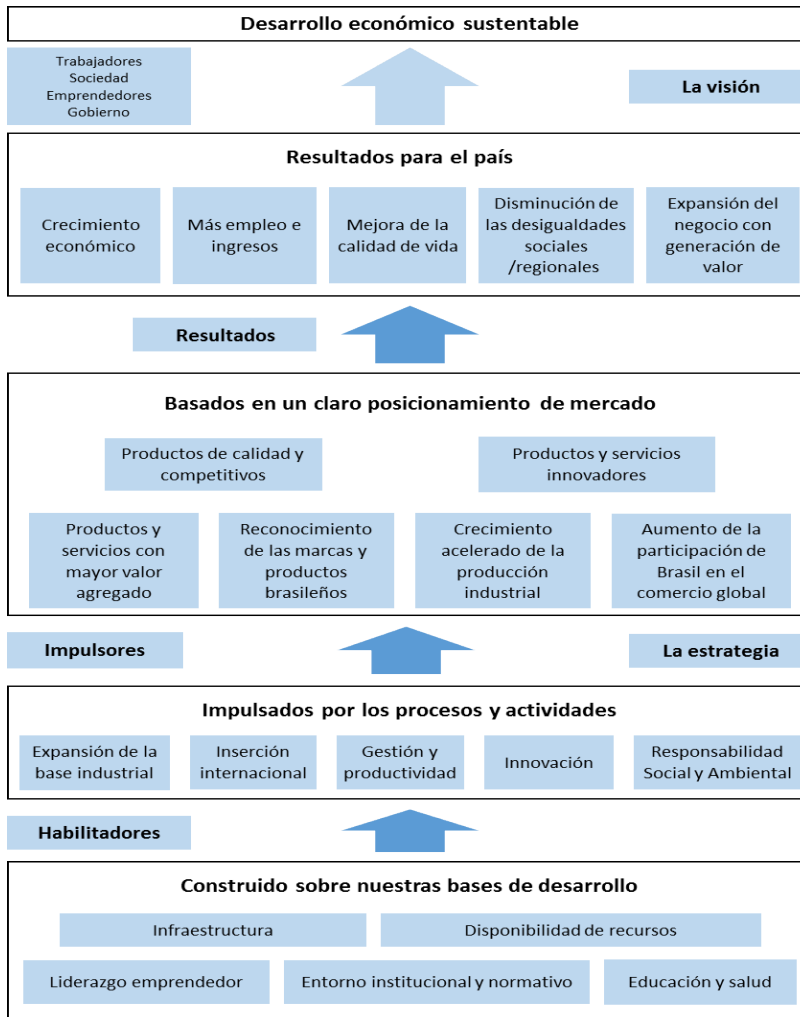 Desarrollo económico sustentable
Trabajadores
Sociedad
Emprendedores
Gobierno
La visión
Resultados para el país
Crecimiento
económico
Más empleo e
ingresos
Mejora de la
calidad de vida
Disminución de
las desigualdades
sociales
/regionales
Expansión del
negocio con
generación de
valor
Resultados
Basados en un claro posicionamiento de mercado
Productos de calidad y
competitivos
Productos y servicios
innovadores
Productos y
servicios con
mayor valor
agregado
Reconocimiento
de las marcas y
productos
brasileños
Crecimiento
acelerado de la
producción
industrial
Aumento de la
participación de
Brasil en el
comercio global
Impulsores
La estrategia
Impulsados por los procesos y actividades
Expansión de la
base industrial
Inserción
internacional
Gestión y
productividad
Innovación
Responsabilidad
Social y Ambiental
Habilitadores
Construido sobre nuestras bases de desarrollo
Infraestructura
Disponibilidad de recursos
Liderazgo emprendedor
Entorno institucional y normativo
Educación y salud